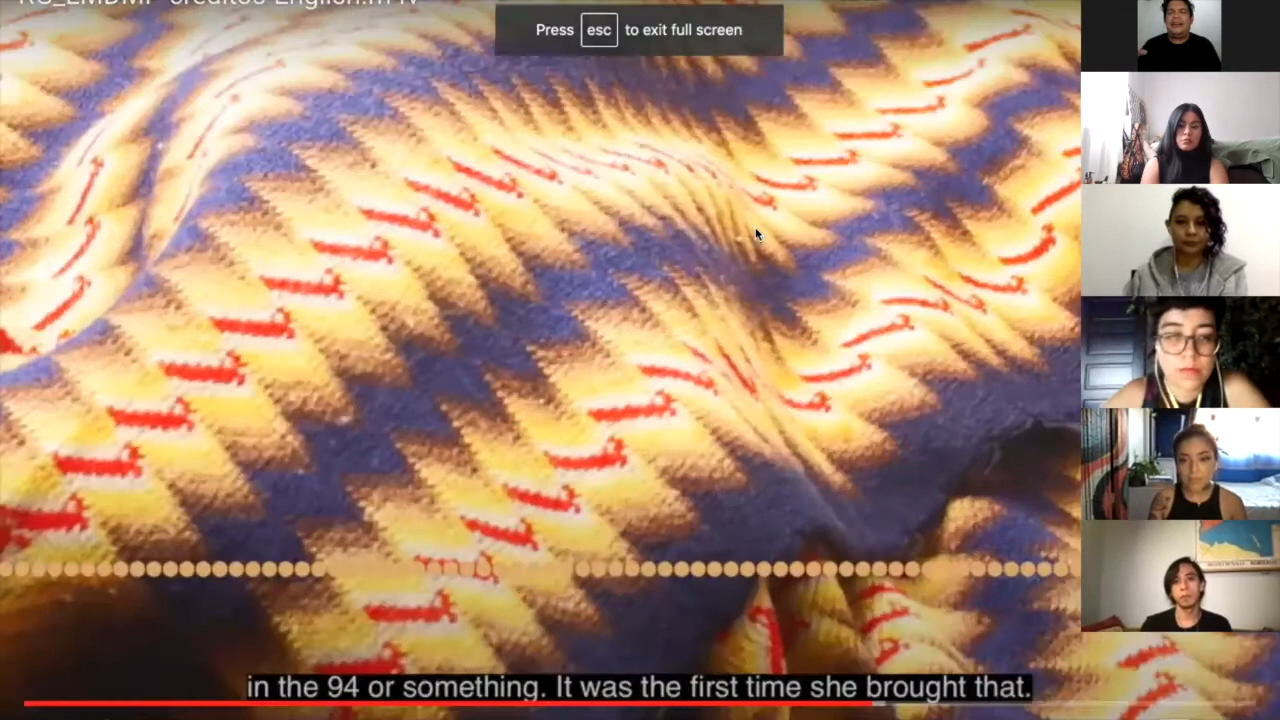 Press esc to exit full screen
in the 94 or something. It was the first time she brought that.